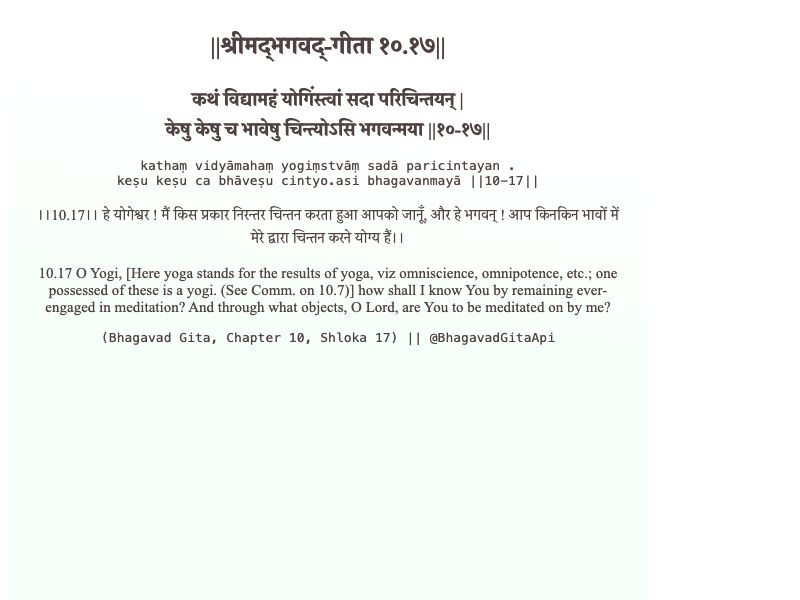 ||श्रीमद्‍भगवद्-गीता १०.१७||
कथं विद्यामहं योगिंस्त्वां सदा परिचिन्तयन् |
केषु केषु च भावेषु चिन्त्योऽसि भगवन्मया ||१०-१७||
kathaṃ vidyāmahaṃ yogiṃstvāṃ sadā paricintayan .
keṣu keṣu ca bhāveṣu cintyo.asi bhagavanmayā ||10-17||
।।10.17।। हे योगेश्वर ! मैं किस प्रकार निरन्तर चिन्तन करता हुआ आपको जानूँ, और हे भगवन् ! आप किनकिन भावों में
मेरे द्वारा चिन्तन करने योग्य हैं।।
10.17 O Yogi, [Here yoga stands for the results of yoga, viz omniscience, omnipotence, etc.; one
possessed of these is a yogi. (See Comm. on 10.7)] how shall I know You by remaining ever-
engaged in meditation? And through what objects, O Lord, are You to be meditated on by me?
(Bhagavad Gita, Chapter 10, Shloka 17) || @BhagavadGitaApi